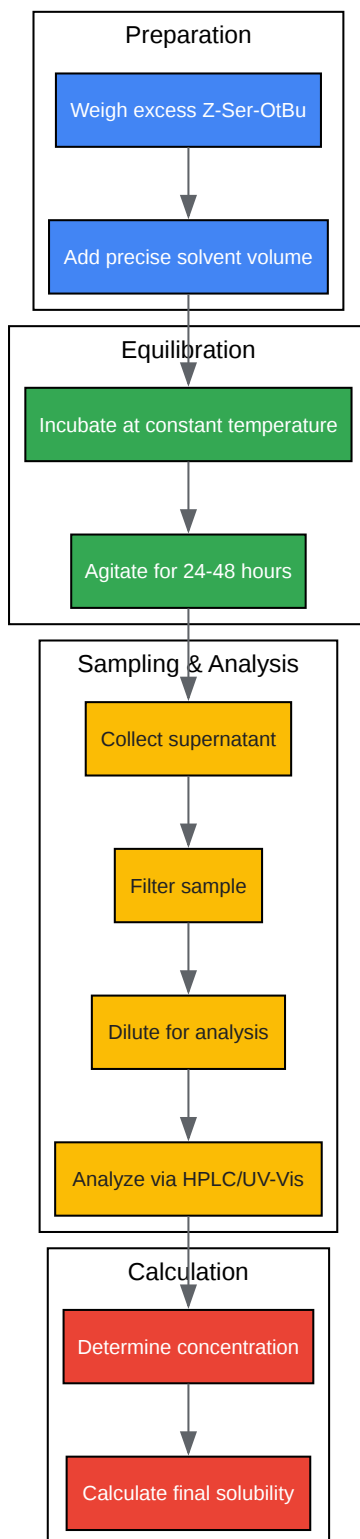 Preparation
Weigh excess Z-Ser-OtBu
Add precise solvent volume
Equilibration
Incubate at constant temperature
Agitate for 24-48 hours
Sampling & Analysis
Collect supernatant
Filter sample
Dilute for analysis
Analyze via HPLC/UV-Vis
Calculation
Determine concentration
Calculate final solubility